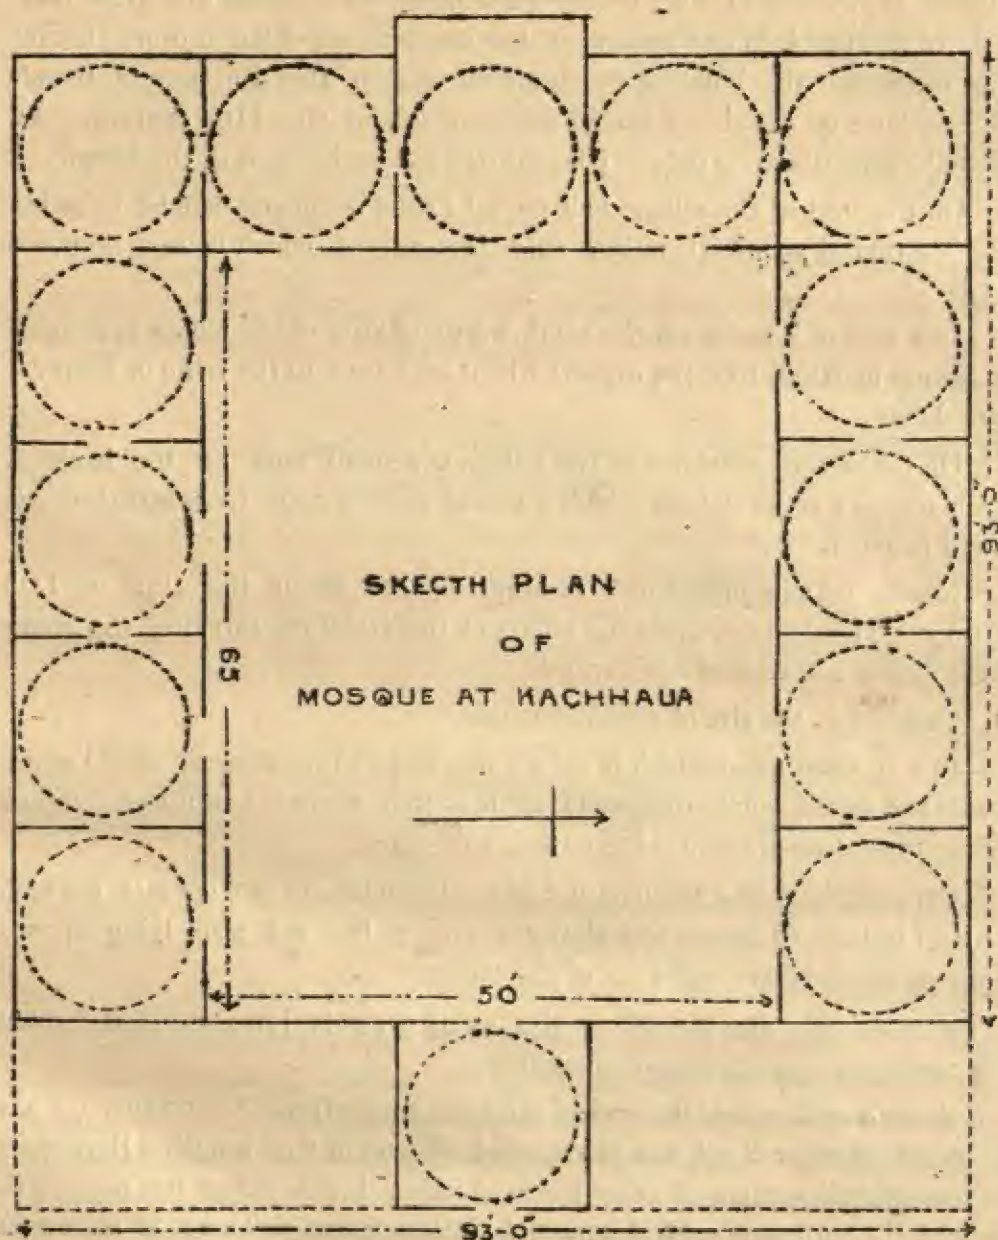 SKECTH PLAN
OF
MOSQUE AT KACHHAUA
65
50'
93'-0"
93'-0"